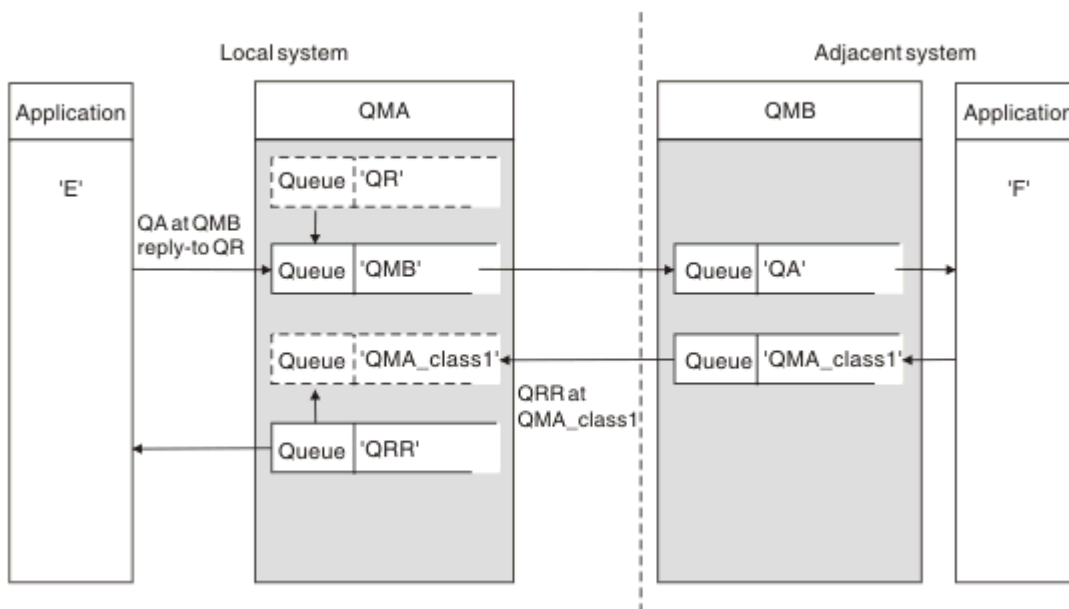 Local system
Adjacent system
Application
QMA
QMB
Application
'E'
Queue 'QR'
'F'
QA at QMB
reply-to QR
Queue 'QMB'
Queue 'QA'
Queue 'QMA_class1'
Queue 'QMA_class1'
QRR at
QMA_class1
Queue 'QRR'